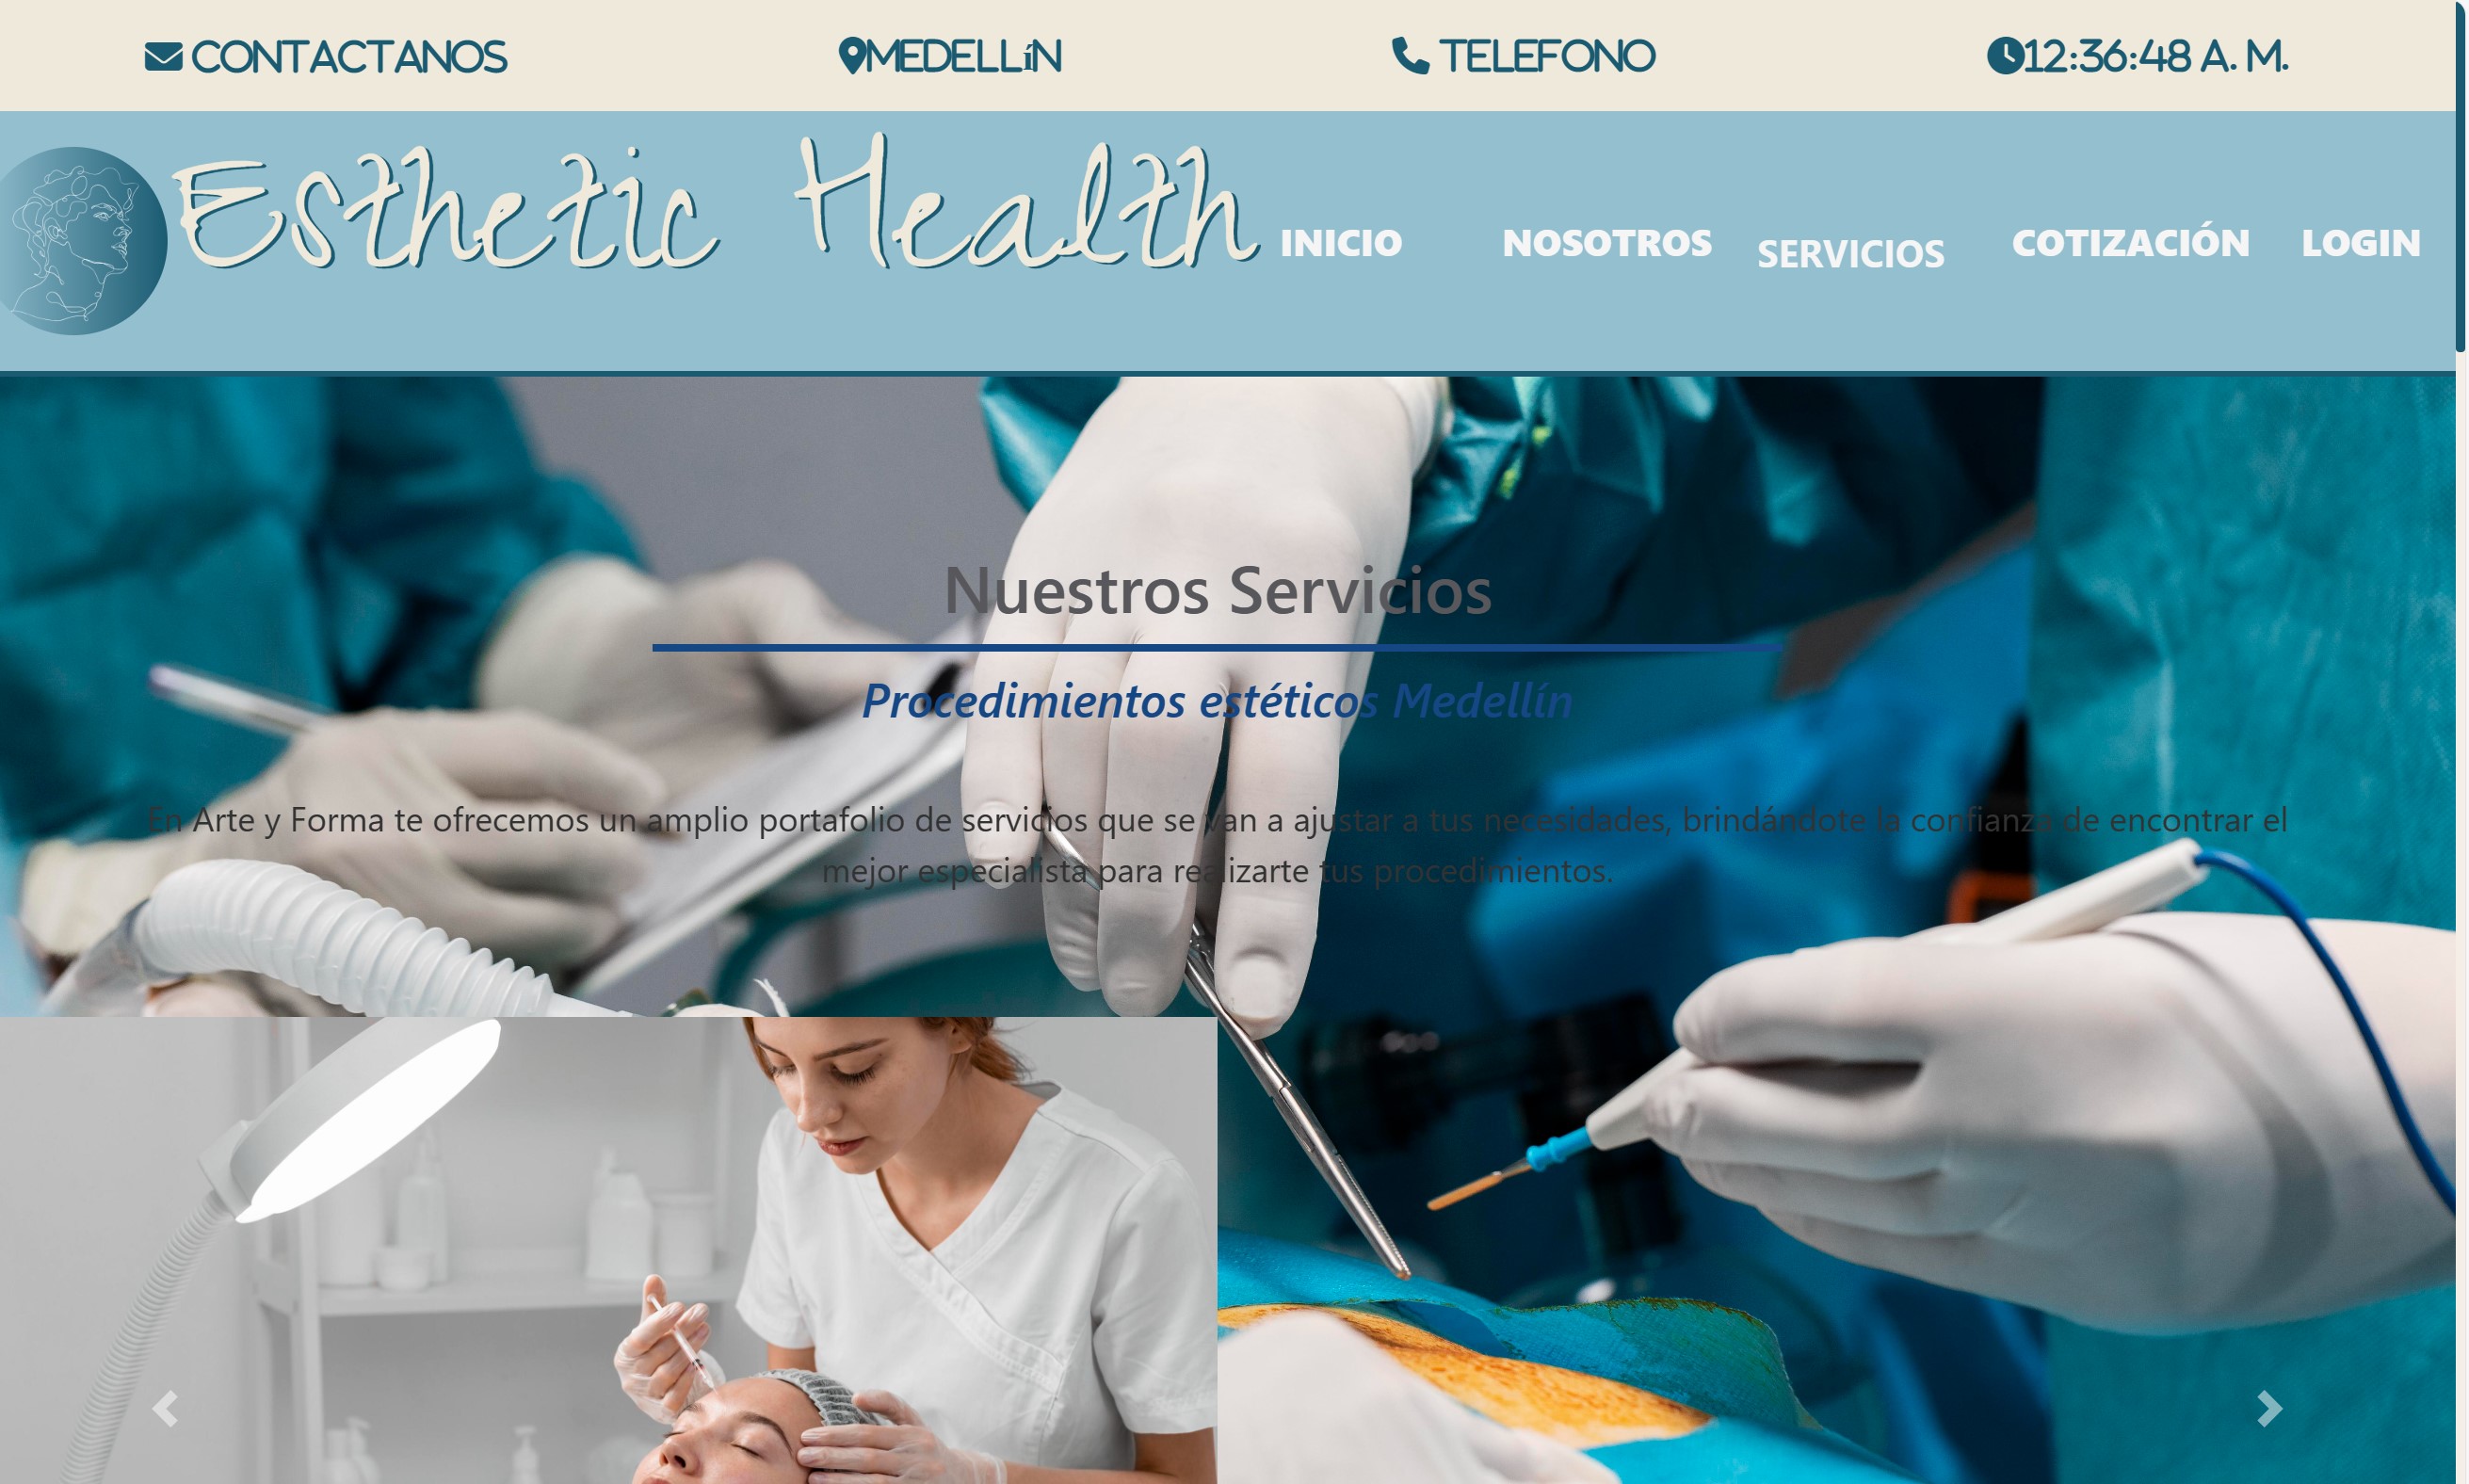 CONTACTANOS
MEDELLíN
TELEFONO
12:36:48 A. M.
Esthetic Health
INICIO
NOSOTROS
SERVICIOS
COTIZACIÓN
LOGIN
Nuestros Servicios
Procedimientos estéticos Medellín
En Arte y Forma te ofrecemos un amplio portafolio de servicios que se van a ajustar a tus necesidades, brindándote la confianza de encontrar el
mejor especialista para realizarte tus procedimientos.